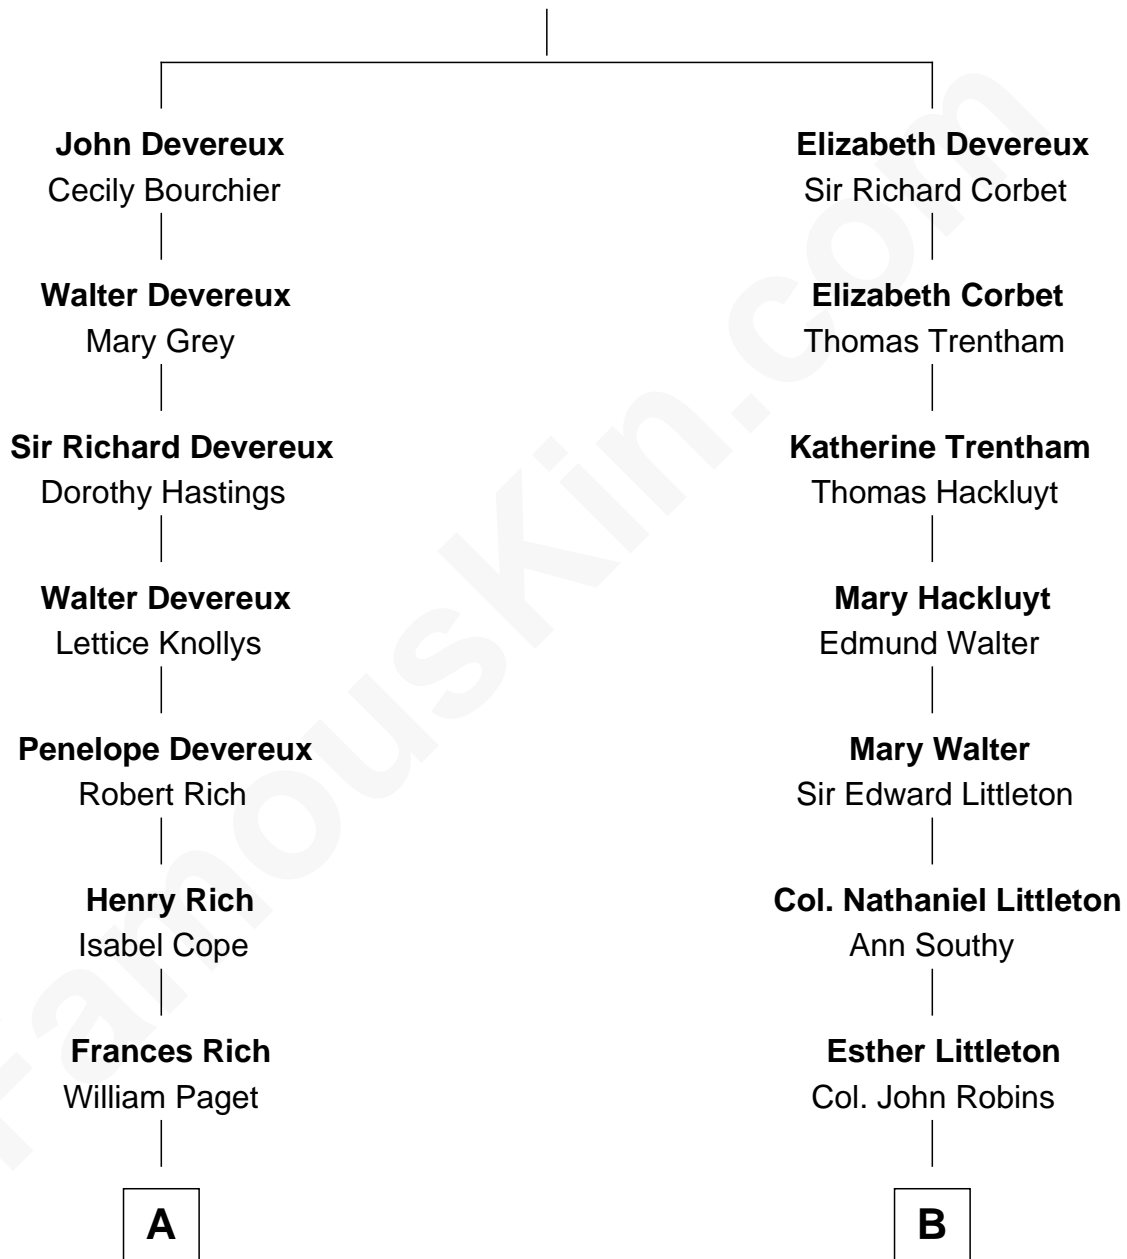 John Devereux
Cecily Bourchier
Walter Devereux
Mary Grey
Sir Richard Devereux
Dorothy Hastings
Walter Devereux
Lettice Knollys
Penelope Devereux
Robert Rich
Henry Rich
Isabel Cope
Frances Rich
William Paget
A
Elizabeth Devereux
Sir Richard Corbet
Elizabeth Corbet
Thomas Trentham
Katherine Trentham
Thomas Hackluyt
Mary Hackluyt
Edmund Walter
Mary Walter
Sir Edward Littleton
Col. Nathaniel Littleton
Ann Southy
Esther Littleton
Col. John Robins
B
FamousKin.com